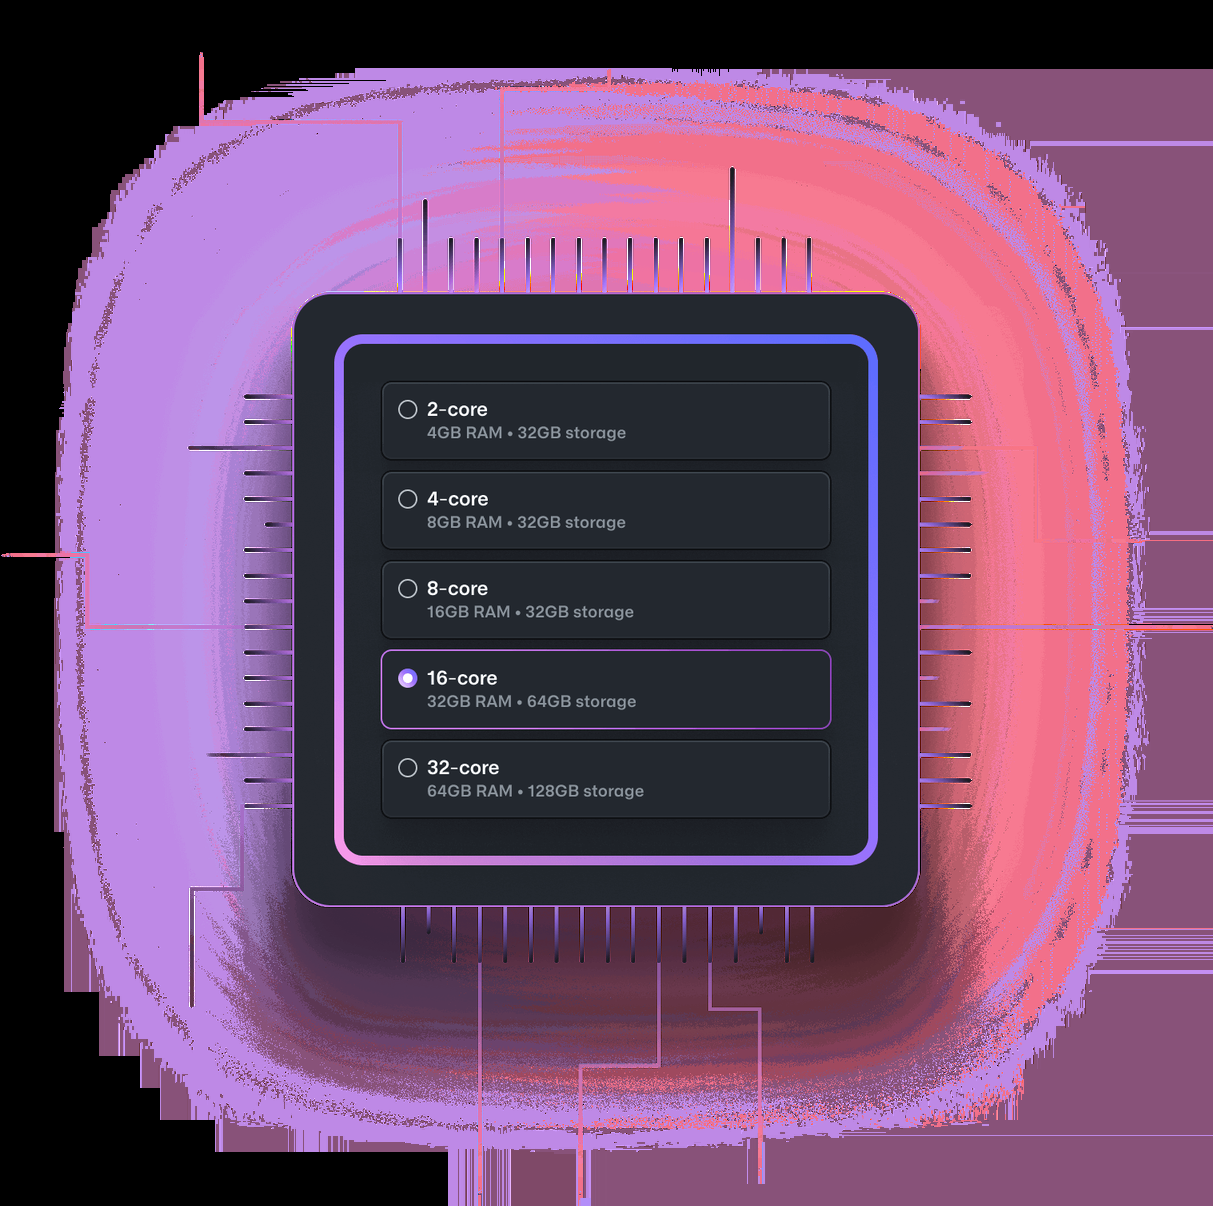 2-core
4GB RAM • 32GB storage
4-core
8GB RAM • 32GB storage
8-core
16GB RAM • 32GB storage
16-core
32GB RAM • 64GB storage
32-core
64GB RAM • 128GB storage